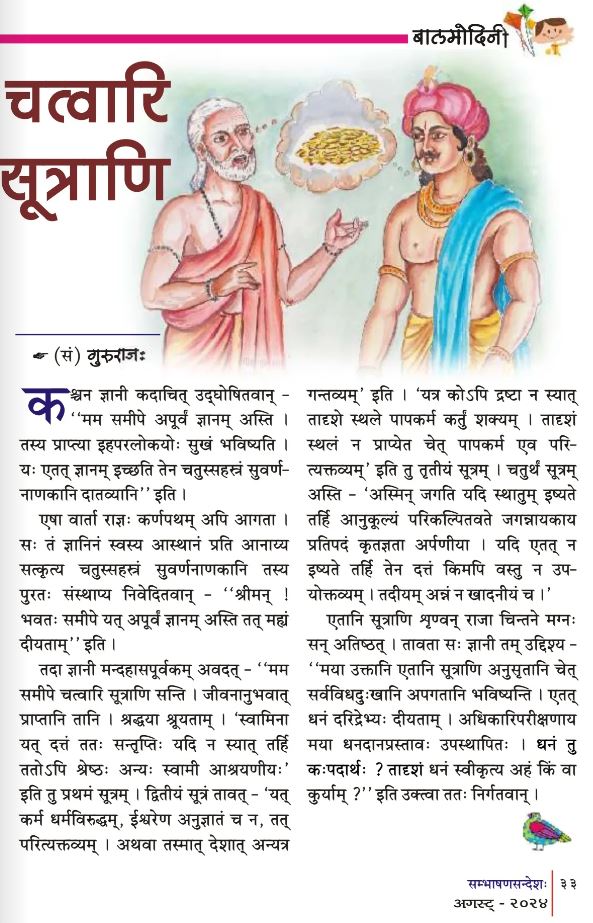 बालमोदिनी
चत्वारि
सूत्राणि
(सं) गुरुराजः
कश्चन ज्ञानी कदाचित् उद्घोषितवान् –
‘‘मम समीपे अपूर्वं ज्ञानम् अस्ति ।
तस्य प्राप्त्या इहपरलोकयोः सुखं भविष्यति ।
यः एतत् ज्ञानम् इच्छति तेन चतुस्सहस्रं सुवर्ण-
नाणकानि दातव्यानि’’ इति ।
एषा वार्ता राज्ञः कर्णपथम् अपि आगता ।
सः तं ज्ञानिनं स्वस्य आस्थानं प्रति आनाय्य
सत्कृत्य चतुस्सहस्रं सुवर्णनाणकानि तस्य
पुरतः संस्थाप्य निवेदितवान् – ‘‘श्रीमन् !
भवतः समीपे यत् अपूर्वं ज्ञानम् अस्ति तत् मह्यं
दीयताम्’’ इति ।
तदा ज्ञानी मन्दहासपूर्वकम् अवदत् – ‘‘मम
समीपे चत्वारि सूत्राणि सन्ति । जीवनानुभवात्
प्राप्तानि तानि । श्रद्धया श्रूयताम् । ‘स्वामिना
यत् दत्तं ततः सन्तृप्तिः यदि न स्यात् तर्हि
ततोऽपि श्रेष्ठः अन्यः स्वामी आश्रयणीयः’
इति तु प्रथमं सूत्रम् । द्वितीयं सूत्रं तावत् – ‘यत्
कर्म धर्मविरुद्धम्, ईश्वरेण अनुज्ञातं च न, तत्
परित्यक्तव्यम् । अथवा तस्मात् देशात् अन्यत्र
गन्तव्यम्’ इति । ‘यत्र कोऽपि द्रष्टा न स्यात्
तादृशे स्थले पापकर्म कर्तुं शक्यम् । तादृशं
स्थलं न प्राप्येत चेत् पापकर्म एव परि-
त्यक्तव्यम्’ इति तु तृतीयं सूत्रम् । चतुर्थं सूत्रम्
अस्ति – ‘अस्मिन् जगति यदि स्थातुम् इष्यते
तर्हि आनुकूल्यं परिकल्पितवते जगन्नायकाय
प्रतिपदं कृतज्ञता अर्पणीया । यदि एतत् न
इष्यते तर्हि तेन दत्तं किमपि वस्तु न उप-
योक्तव्यम् । तदीयम् अन्नं न खादनीयं च ।’
एतानि सूत्राणि शृण्वन् राजा चिन्तने मग्नः
सन् अतिष्ठत् । तावता सः ज्ञानी तम् उद्दिश्य –
‘‘मया उक्तानि एतानि सूत्राणि अनुसृतानि चेत्
सर्वविधदुःखानि अपगतानि भविष्यन्ति । एतत्
धनं दरिद्रेभ्यः दीयताम् । अधिकारिपरीक्षणाय
मया धनदानप्रस्तावः उपस्थापितः । धनं तु
कःपदार्थः ? तादृशं धनं स्वीकृत्य अहं किं वा
कुर्याम् ?’’ इति उक्त्वा ततः निर्गतवान् ।
सम्भाषणसन्देशः ३३
अगस्ट् - २०२४